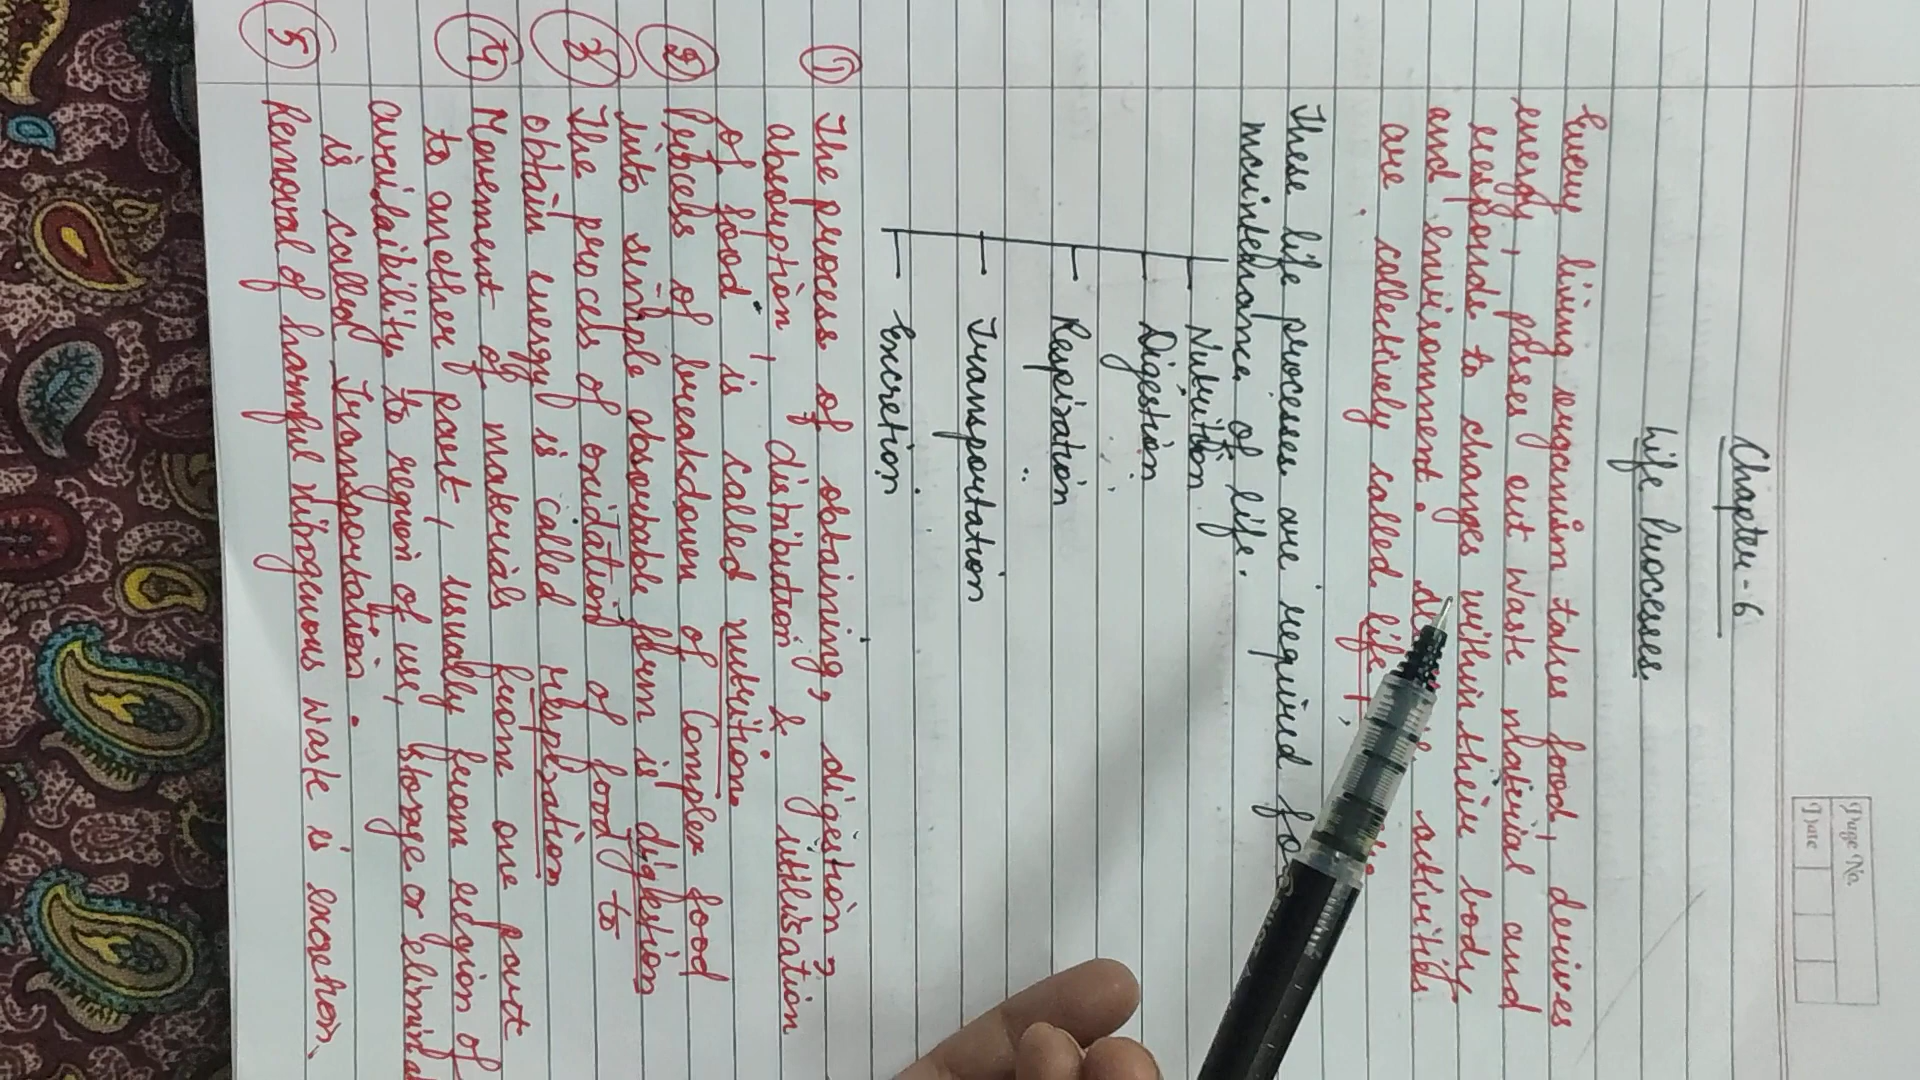 Page No.
Date
Chapter-6
Life Processes
Every living organism takes food, derives
energy, passes out waste material and
responds to changes within their body
and environment. activities
are collectively called life
These life processes are required for
maintenance of life.
Nutrition
Digestion
Respiration
Transportation
Excretion
① The process of obtaining, digestion,
absorption, distribution & utilisation
of food is called nutrition.
② Process of breakdown of Complex food
into simple absorbable form is digestion
③ The process of oxidation of food to
obtain energy is called respiration
④ Movement of materials from one part
to another part, usually from region of
availaibility to region of use, storage or eliminat
is called Transportation.
⑤ Removal of harmful nitrogenous waste is excretion.